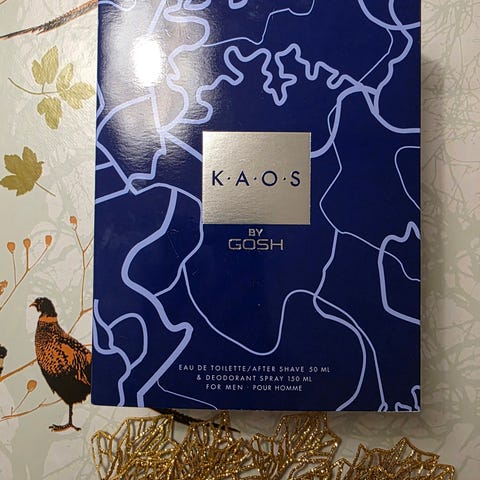 K·A·O·S
BY
GOSH
EAU DE TOILETTE/AFTER SHAVE 50 ML
& DEODORANT SPRAY 150 ML
FOR MEN · POUR HOMME